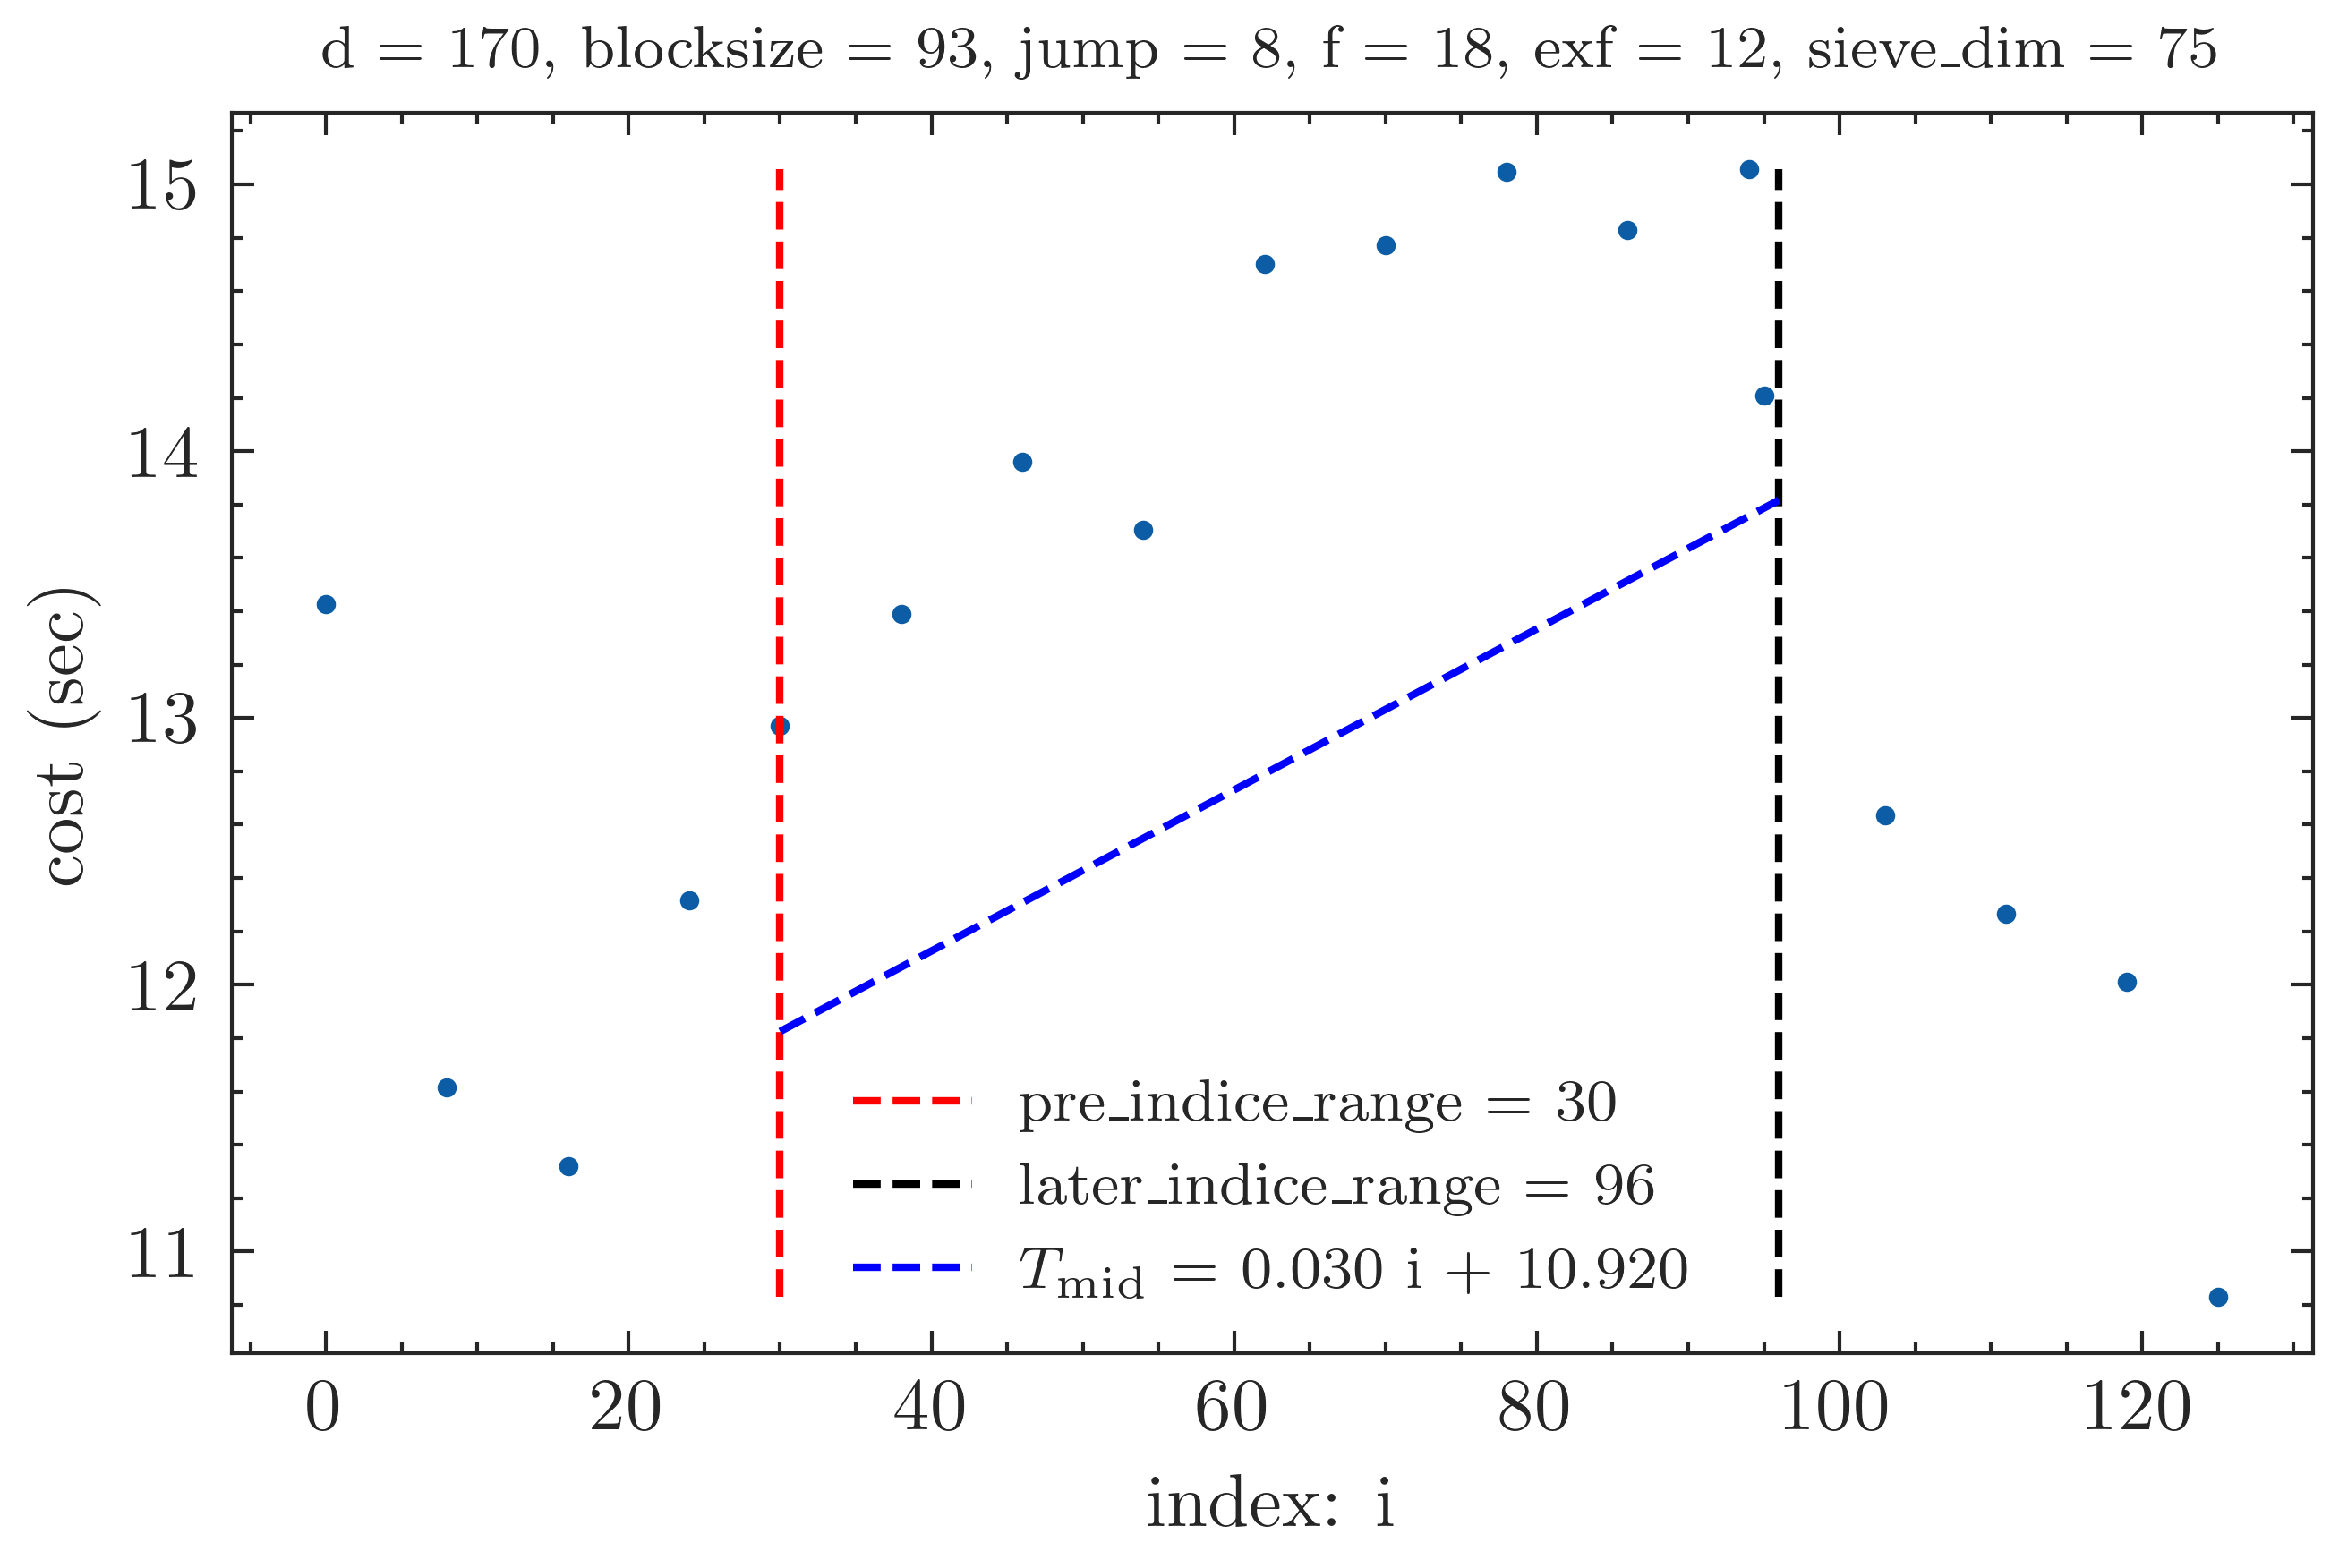 d = 170, blocksize = 93, jump = 8, f = 18, exf = 12, sieve_dim = 75
15
14
13
12
11
cost (sec)
pre_indice_range = 30
later_indice_range = 96
T_mid = 0.030 i + 10.920
0 20 40 60 80 100 120
index: i